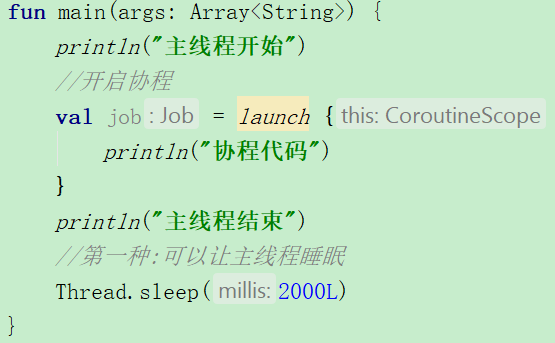 fun main(args: Array<String>) {
    println("主线程开始")
    //开启协程
    val job : Job = launch { this: CoroutineScope
        println("协程代码")
    }
    println("主线程结束")
    //第一种:可以让主线程睡眠
    Thread.sleep( millis: 2000L)
}